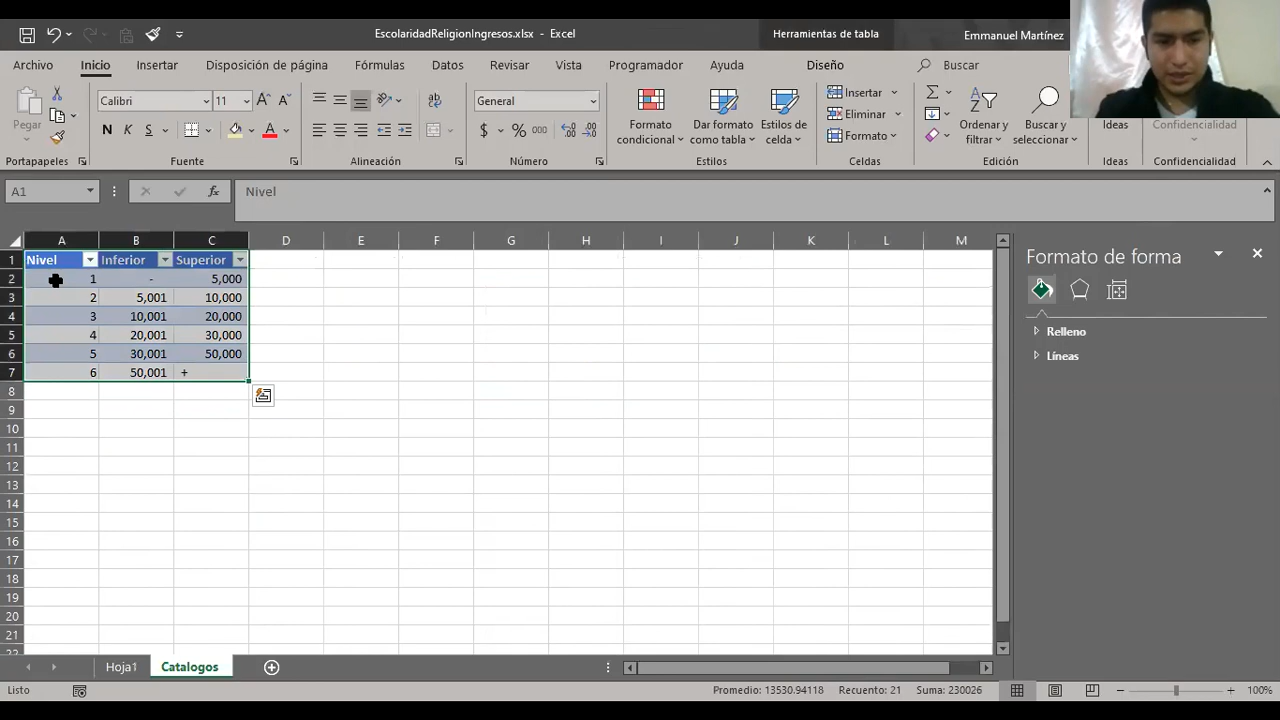 EscolaridadReligionIngresos.xlsx - Excel
Herramientas de tabla
Emmanuel Martínez
Archivo Inicio Insertar Disposición de página Fórmulas Datos Revisar Vista Programador Ayuda Diseño Buscar
Pegar
Calibri 11
N K S
General
$ % 000
Formato condicional
Dar formato como tabla
Estilos de celda
Insertar
Eliminar
Formato
Ordenar y filtrar
Buscar y seleccionar
Ideas
Confidencialidad
Portapapeles Fuente Alineación Número Estilos Celdas Edición Ideas Confidencialidad
A1 fx Nivel
A B C D E F G H I J K L M
1 Nivel Inferior Superior
2 1 - 5,000
3 2 5,001 10,000
4 3 10,001 20,000
5 4 20,001 30,000
6 5 30,001 50,000
7 6 50,001 +
8
9
10
11
12
13
14
15
16
17
18
19
20
21
Formato de forma
Relleno
Líneas
Hoja1 Catalogos
Listo Promedio: 13530.94118 Recuento: 21 Suma: 230026 100%